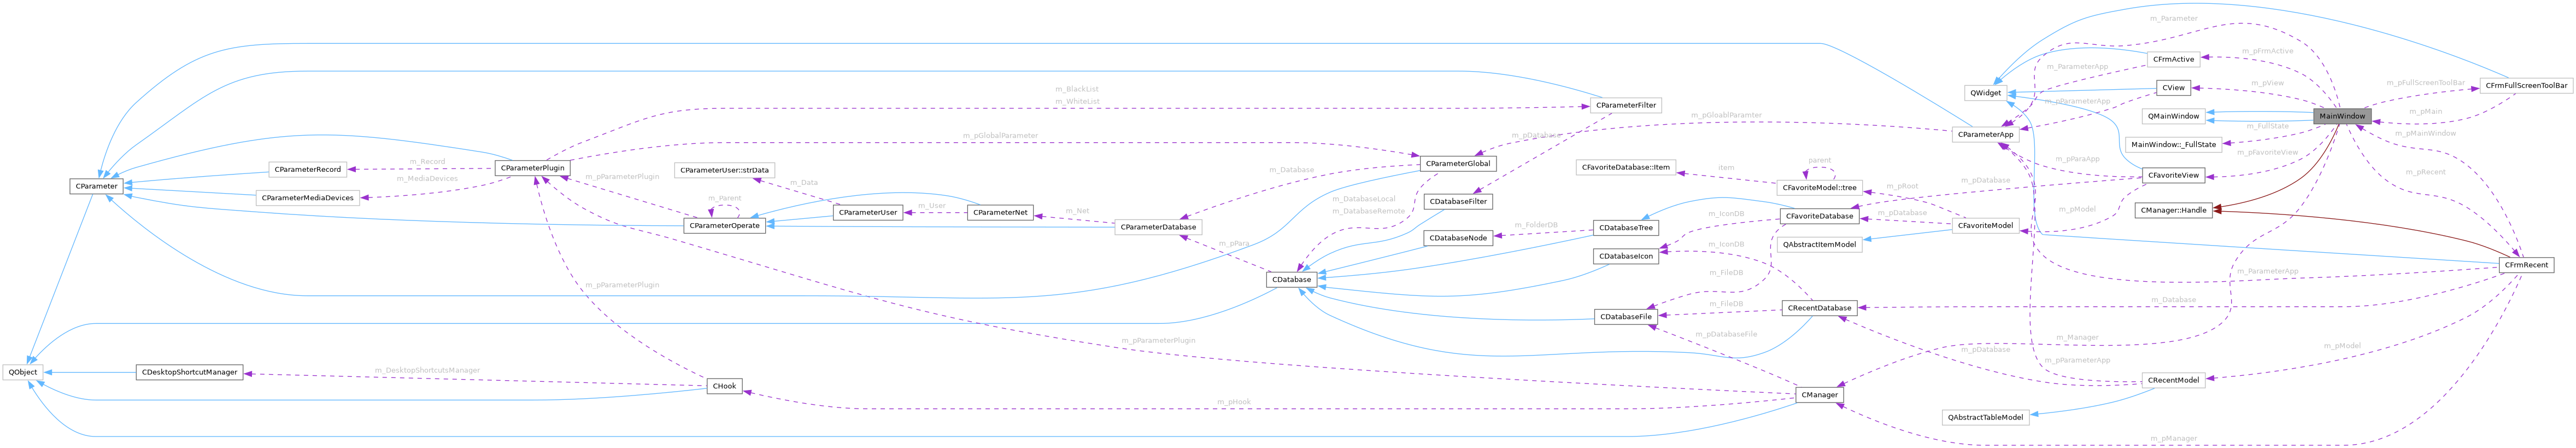 m_Parameter
m_pFrmActive
CFrmActive
m_ParameterApp
m_BlackList
m_WhiteList
QWidget
CView
m_pView
m_pFullScreenToolBar
CFrmFullScreenToolBar
CParameterFilter
m_pParameterApp
QMainWindow
MainWindow
m_pMain
m_pGloablParamter
m_FullState
m_pMainWindow
m_pGlobalParameter
m_pDatabase
CParameterApp
MainWindow::_FullState
m_pFavoriteView
m_Record
CParameterRecord
CParameterPlugin
CParameterGlobal
m_pParaApp
parent
item
CFavoriteDatabase::Item
CParameterUser::strData
m_Database
m_pRecent
m_MediaDevices
m_pParameterPlugin
m_Data
m_pDatabase
CFavoriteView
CParameter
CParameterMediaDevices
CFavoriteModel::tree
m_pRoot
m_Parent
m_User
m_DatabaseLocal
m_DatabaseRemote
CDatabaseFilter
m_pModel
CManager::Handle
CParameterUser
CParameterNet
m_Net
m_IconDB
CFavoriteDatabase
m_pDatabase
CParameterOperate
CParameterDatabase
m_FolderDB
CDatabaseTree
CFavoriteModel
CDatabaseNode
m_pPara
m_IconDB
QAbstractItemModel
CDatabaseIcon
CFrmRecent
m_FileDB
m_ParameterApp
CDatabase
m_pParameterPlugin
m_FileDB
m_Database
CRecentDatabase
CDatabaseFile
m_pDatabaseFile
m_Manager
m_pParameterPlugin
m_pDatabase
m_pModel
m_pParameterApp
QObject
CDesktopShortcutManager
m_DesktopShortcutsManager
CHook
CRecentModel
CManager
m_pHook
QAbstractTableModel
m_pManager